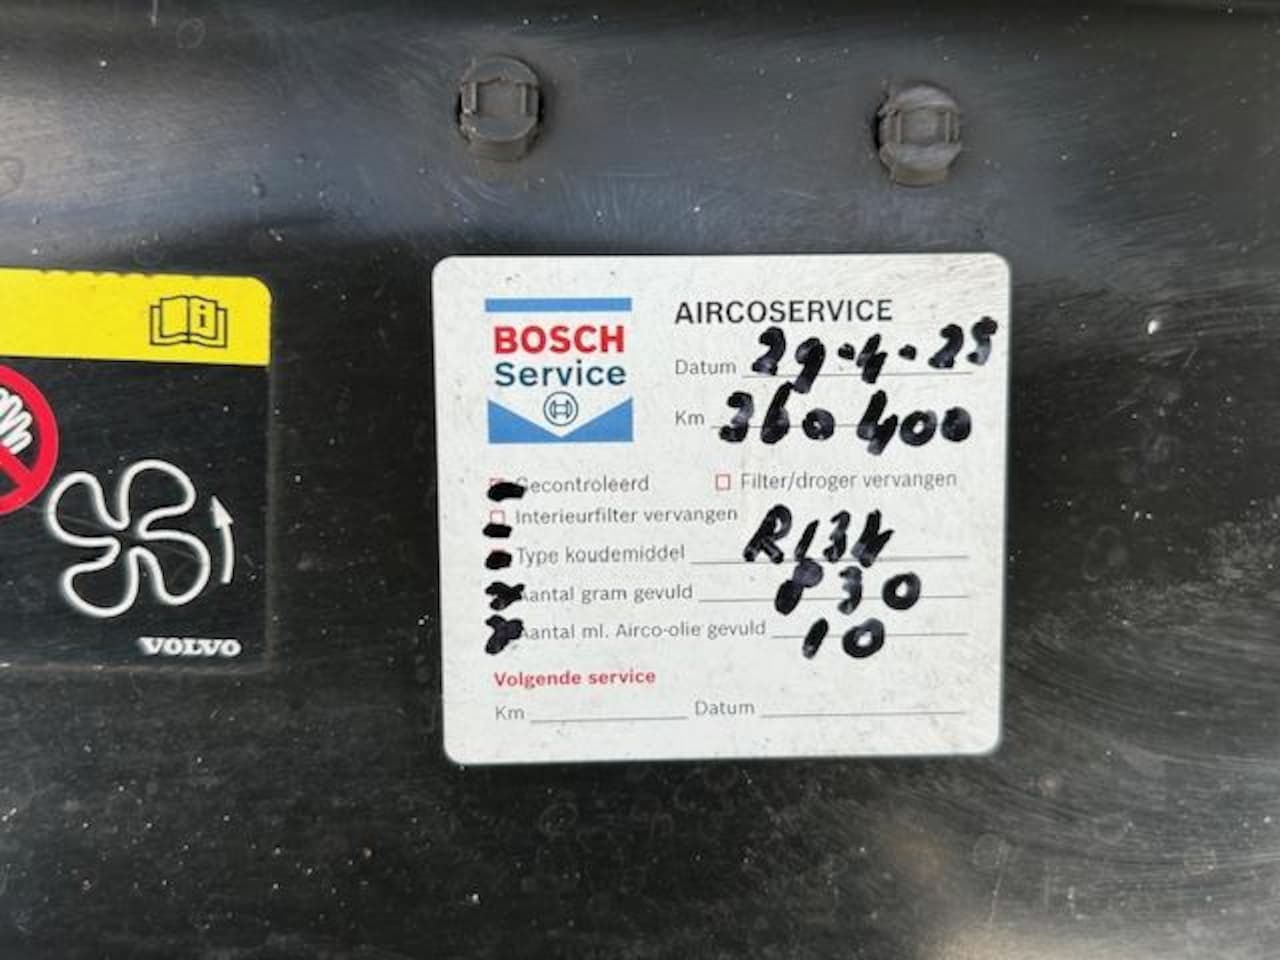 BOSCH
Service
AIRCOSERVICE
Datum 29-4-25
Km 360400
Gecontroleerd
Filter/droger vervangen
Interieurfilter vervangen
Type koudemiddel R134
Aantal gram gevuld 830
Aantal ml. Airco-olie gevuld 10
Volgende service
Km Datum
VOLVO